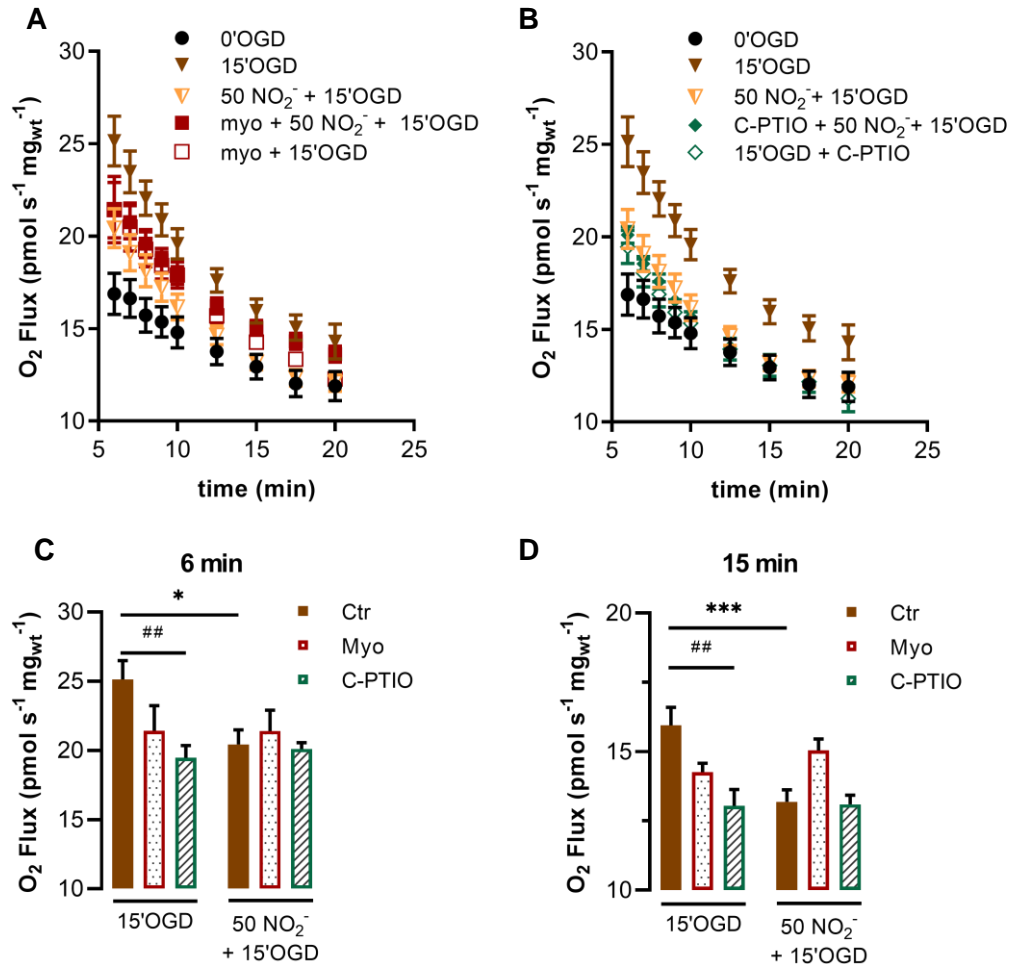 A
0'OGD
15'OGD
50 NO₂⁻ + 15'OGD
myo + 50 NO₂⁻ + 15'OGD
myo + 15'OGD
O₂ Flux (pmol s⁻¹ mg_wt⁻¹)
30
25
20
15
10
5 10 15 20 25
time (min)
B
0'OGD
15'OGD
50 NO₂⁻+ 15'OGD
C-PTIO + 50 NO₂⁻+ 15'OGD
15'OGD + C-PTIO
O₂ Flux (pmol s⁻¹ mg_wt⁻¹)
30
25
20
15
10
5 10 15 20 25
time (min)
C
6 min
*
##
Ctr
Myo
C-PTIO
O₂ Flux (pmol s⁻¹ mg_wt⁻¹)
30
25
20
15
10
15'OGD
50 NO₂⁻
+ 15'OGD
D
15 min
***
##
Ctr
Myo
C-PTIO
O₂ Flux (pmol s⁻¹ mg_wt⁻¹)
20
15
10
15'OGD
50 NO₂⁻
+ 15'OGD